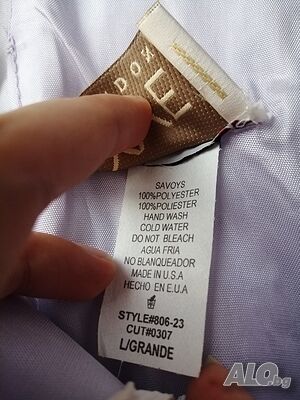 DOX
SAVOYS
100%POLYESTER
100%POLIESTER
HAND WASH
COLD WATER
DO NOT BLEACH
AGUA FRIA
NO BLANQUEADOR
MADE IN U.S.A
HECHO EN E.U.A
STYLE#806-23
CUT#0307
L/GRANDE
ALO.bg